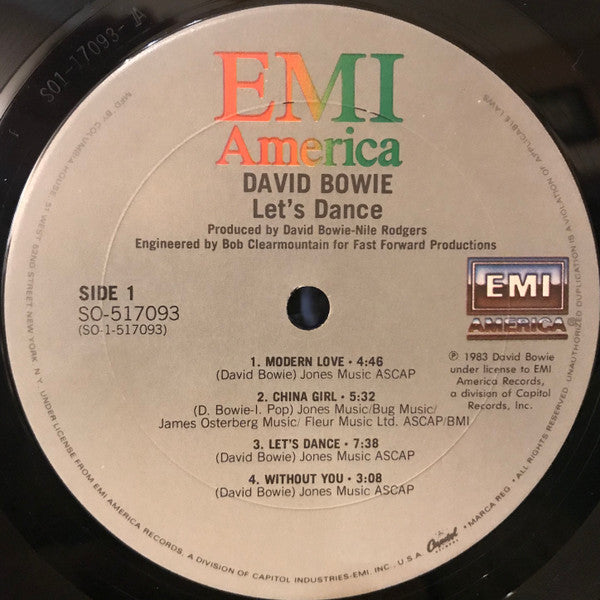 S01-17093-A
EMI
America
DAVID BOWIE
Let's Dance
Produced by David Bowie-Nile Rodgers
Engineered by Bob Clearmountain for Fast Forward Productions
SIDE 1
SO-517093
(SO-1-517093)
EMI
AMERICA®
℗ 1983 David Bowie
under license to EMI
America Records,
a division of Capitol
Records, Inc.
1. MODERN LOVE • 4:46
(David Bowie) Jones Music ASCAP
2. CHINA GIRL • 5:32
(D. Bowie-I. Pop) Jones Music/Bug Music/
James Osterberg Music/ Fleur Music Ltd. ASCAP/BMI
3. LET'S DANCE • 7:38
(David Bowie) Jones Music ASCAP
4. WITHOUT YOU • 3:08
(David Bowie) Jones Music ASCAP
MFD. BY COLUMBIA HOUSE, 51 WEST 52ND STREET NEW YORK, N. Y. UNDER LICENSE FROM EMI AMERICA RECORDS, A DIVISION OF CAPITOL INDUSTRIES-EMI, INC., U.S.A. Capitol • MARCA REG. • ALL RIGHTS RESERVED. UNAUTHORIZED DUPLICATION IS A VIOLATION OF APPLICABLE LAWS